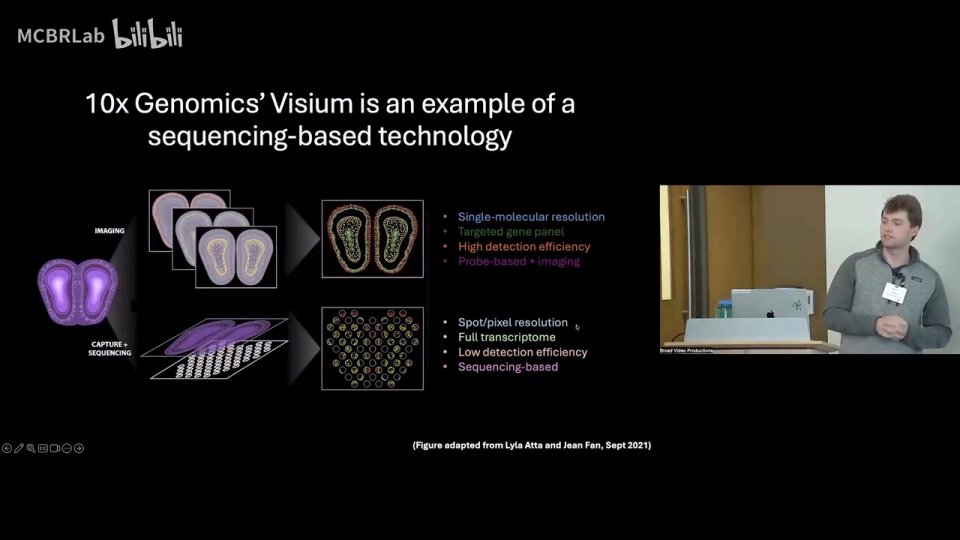 MCBRLab bilibili
10x Genomics' Visium is an example of a
sequencing-based technology
IMAGING
CAPTURE +
SEQUENCING
• Single-molecular resolution
• Targeted gene panel
• High detection efficiency
• Probe-based + imaging
• Spot/pixel resolution
• Full transcriptome
• Low detection efficiency
• Sequencing-based
(Figure adapted from Lyla Atta and Jean Fan, Sept 2021)
Broad Video Productions